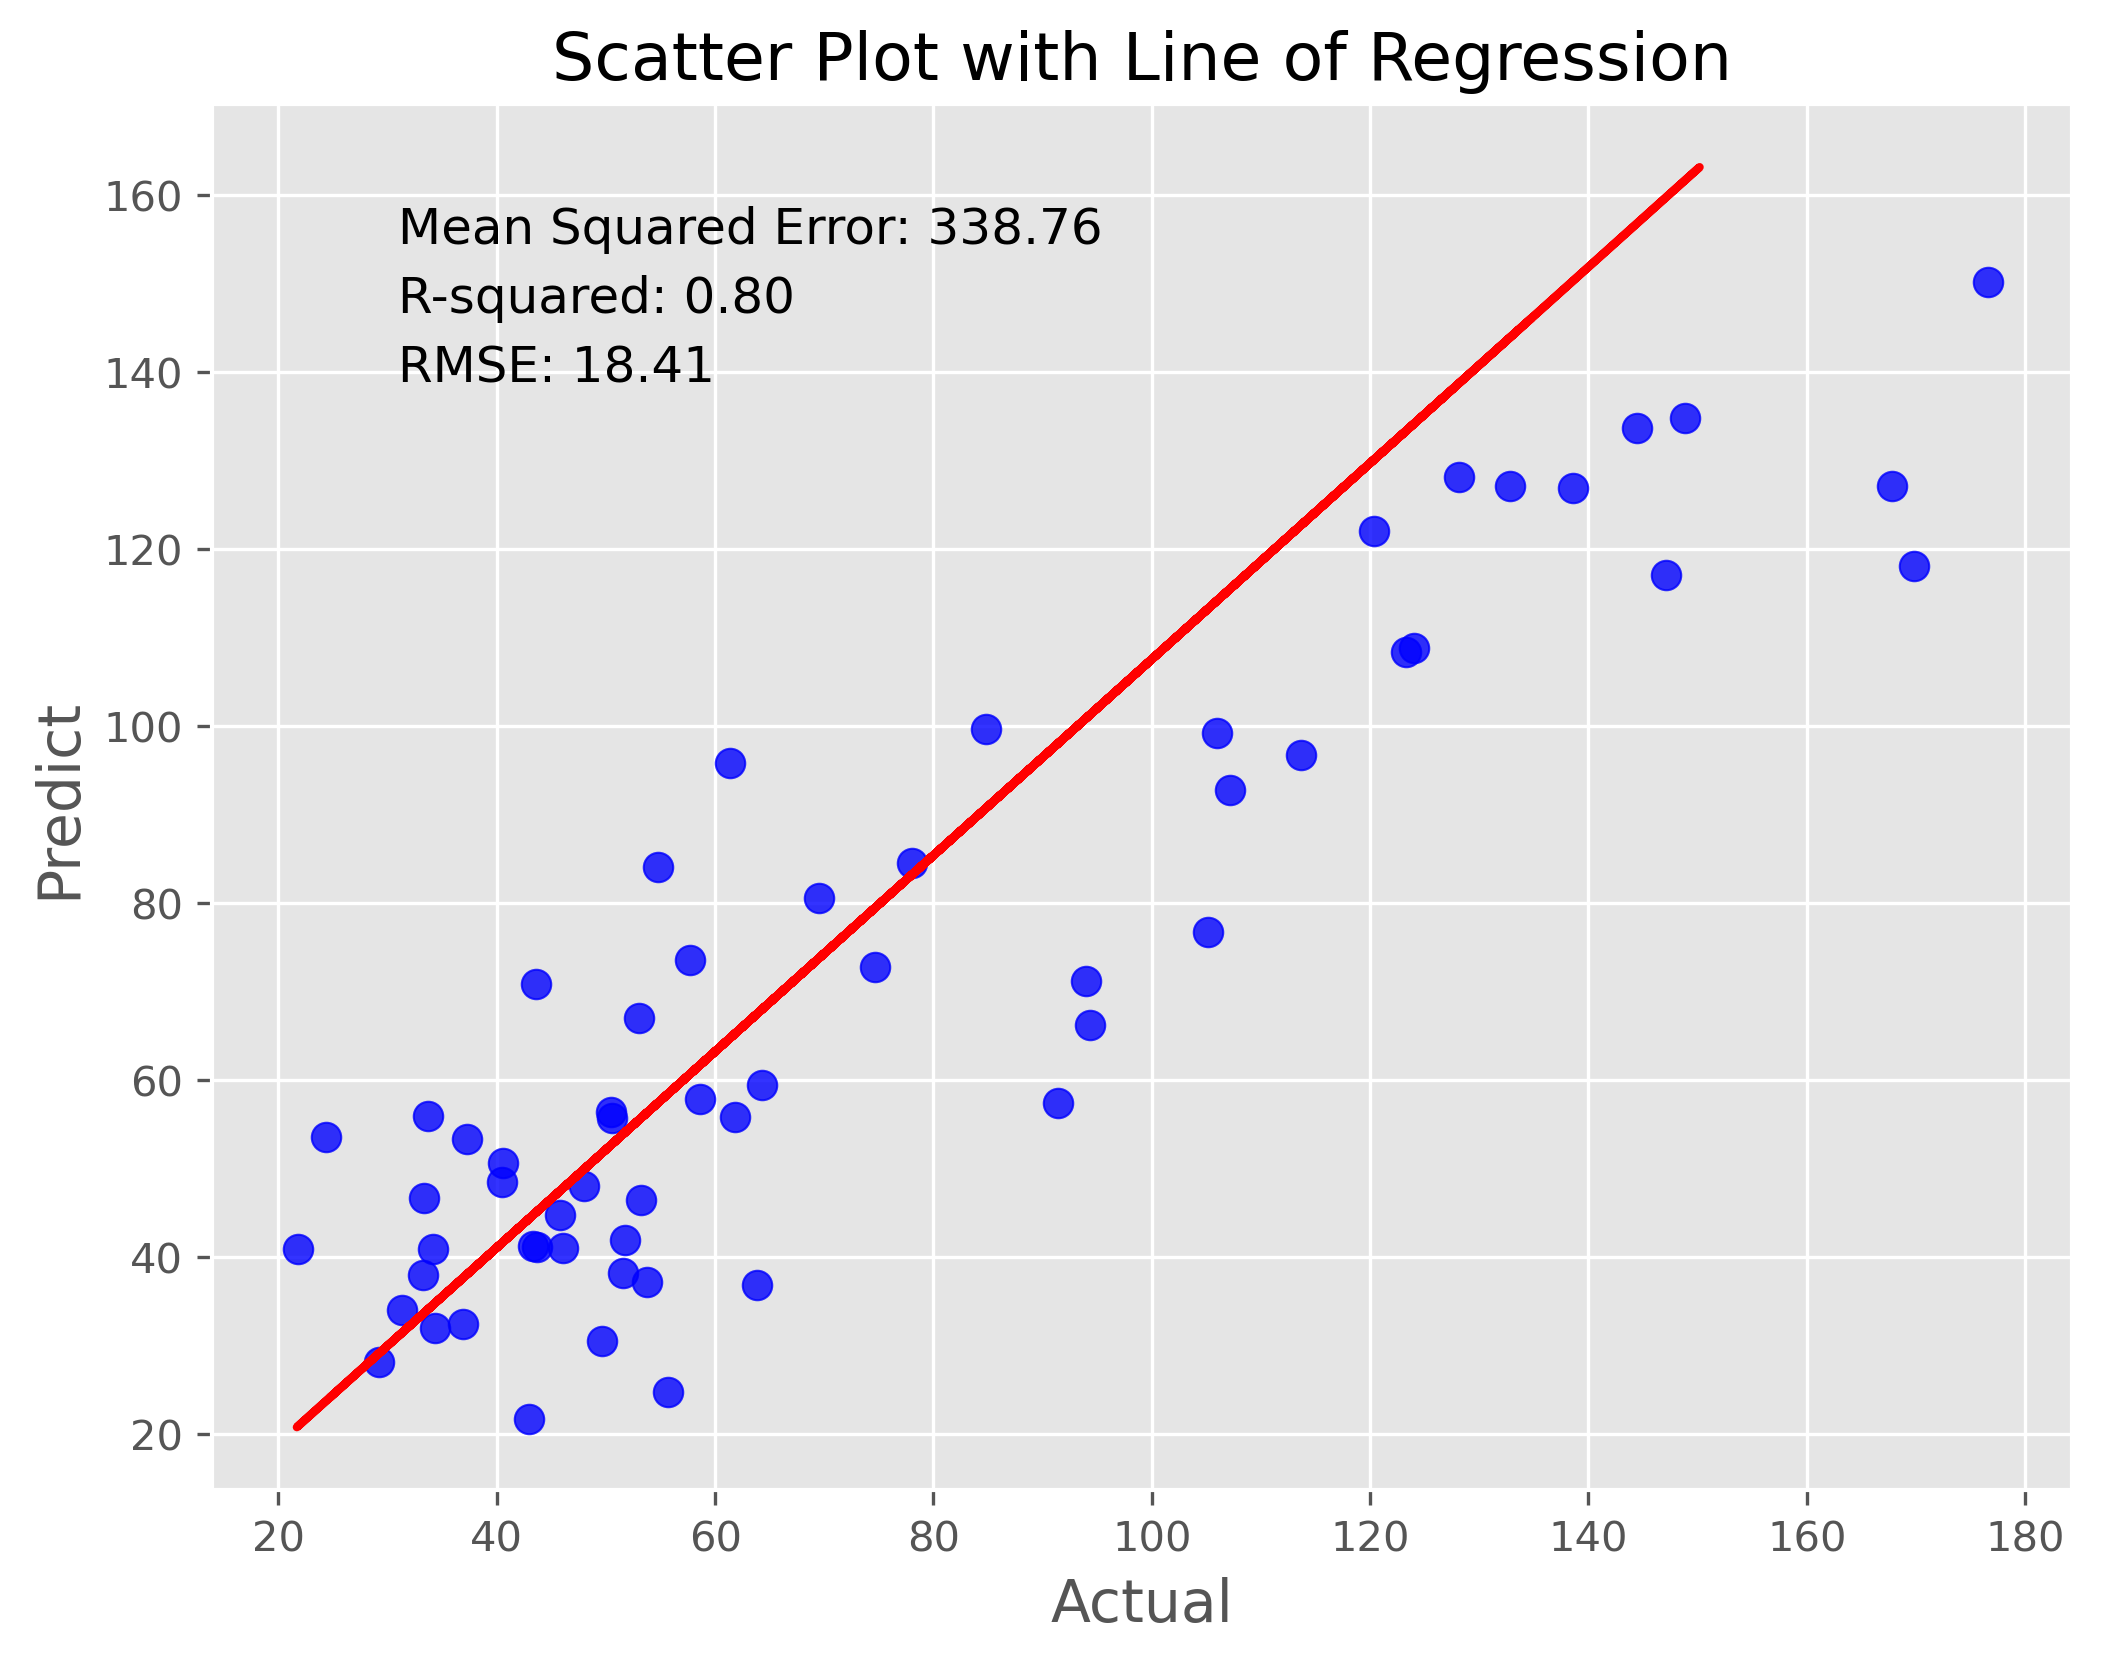 Scatter Plot with Line of Regression
Mean Squared Error: 338.76
R-squared: 0.80
RMSE: 18.41
Predict
160
140
120
100
80
60
40
20
20 40 60 80 100 120 140 160 180
Actual